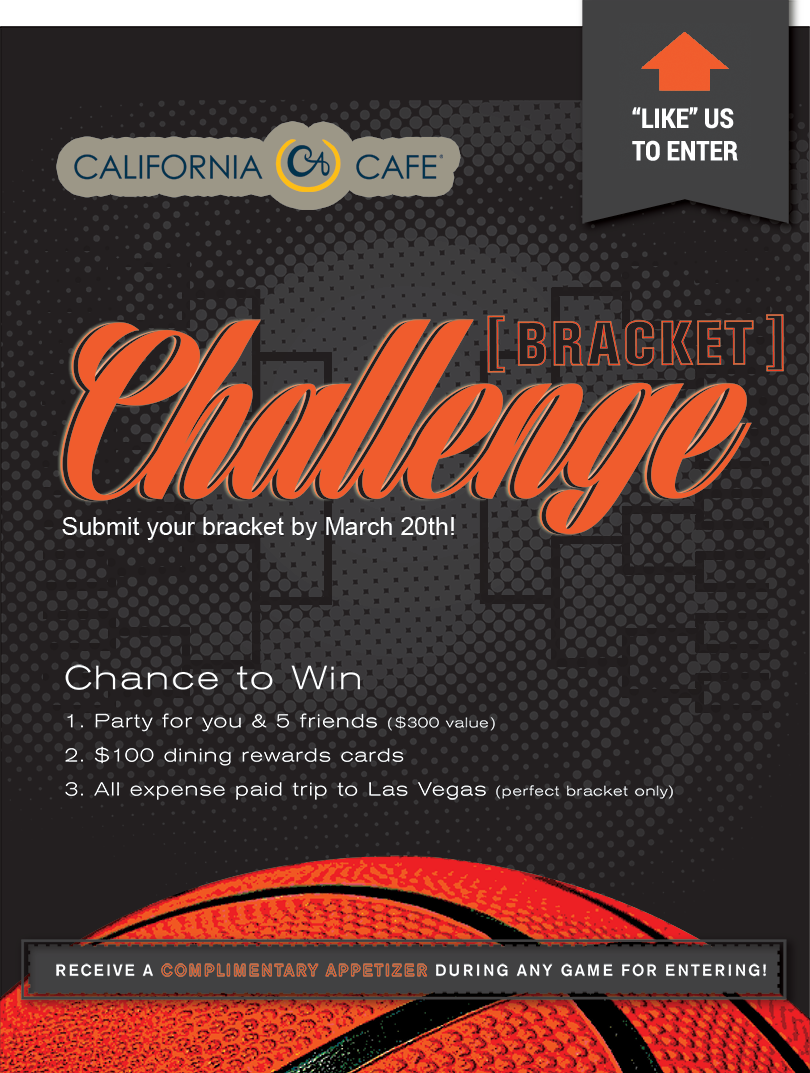 “LIKE” US
TO ENTER
CALIFORNIA CA CAFE®
[ BRACKET ]
Challenge
Submit your bracket by March 20th!
Chance to Win
1. Party for you & 5 friends ($300 value)
2. $100 dining rewards cards
3. All expense paid trip to Las Vegas (perfect bracket only)
RECEIVE A COMPLIMENTARY APPETIZER DURING ANY GAME FOR ENTERING!